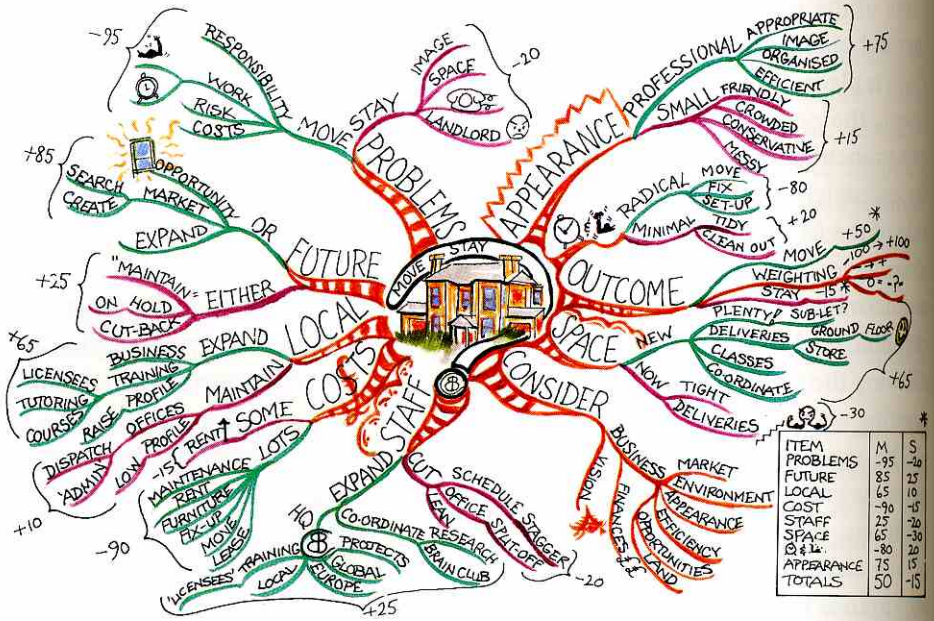 MOVE
STAY
PROBLEMS
STAY
IMAGE
SPACE
LANDLORD
-20
MOVE
RESPONSIBILITY
WORK
RISK
COSTS
-95
FUTURE
OR
OPPORTUNITY
MARKET
SEARCH
CREATE
EXPAND
+85
EITHER
"MAINTAIN"
ON HOLD
CUT-BACK
+25
LOCAL
EXPAND
BUSINESS
TRAINING
LICENSEES
TUTORING
COURSES
RAISE PROFILE
+65
MAINTAIN
OFFICES
DISPATCH
'ADMIN'
LOW PROFILE
+10
COSTS
SOME
RENT
-15
LOTS
MAINTENANCE
RENT
FURNITURE
FIX-UP
MOVE
LEASE
-90
STAFF
EXPAND
HQ
CO-ORDINATE
RESEARCH
BRAIN CLUB
PROJECTS
GLOBAL
EUROPE
LOCAL
'LICENSEES' TRAINING
+25
CUT
SCHEDULE STAGGER
OFFICE SPLIT-OFF
LEAN
-20
CONSIDER
VISION
FINANCES ££
BUSINESS
MARKET
ENVIRONMENT
APPEARANCE
EFFICIENCY
OPPORTUNITIES
LAND
SPACE
NEW
PLENTY!
SUB-LET?
DELIVERIES
GROUND FLOOR
STORE
CLASSES
CO-ORDINATE
+65
NOW
TIGHT
DELIVERIES
-30
OUTCOME
MOVE
+50 *
WEIGHTING
-100 → +100
0 = -?
STAY
-15 *
RADICAL
MOVE
FIX
SET-UP
-80
MINIMAL
TIDY
CLEAN OUT
+20
APPEARANCE
PROFESSIONAL
APPROPRIATE
IMAGE
ORGANISED
EFFICIENT
+75
SMALL
FRIENDLY
CROWDED
CONSERVATIVE
MESSY
+15
*
ITEM M S
PROBLEMS -95 -20
FUTURE 85 25
LOCAL 65 10
COST -90 -15
STAFF 25 -20
SPACE 65 -30
& -80 20
APPEARANCE 75 15
TOTALS 50 -15